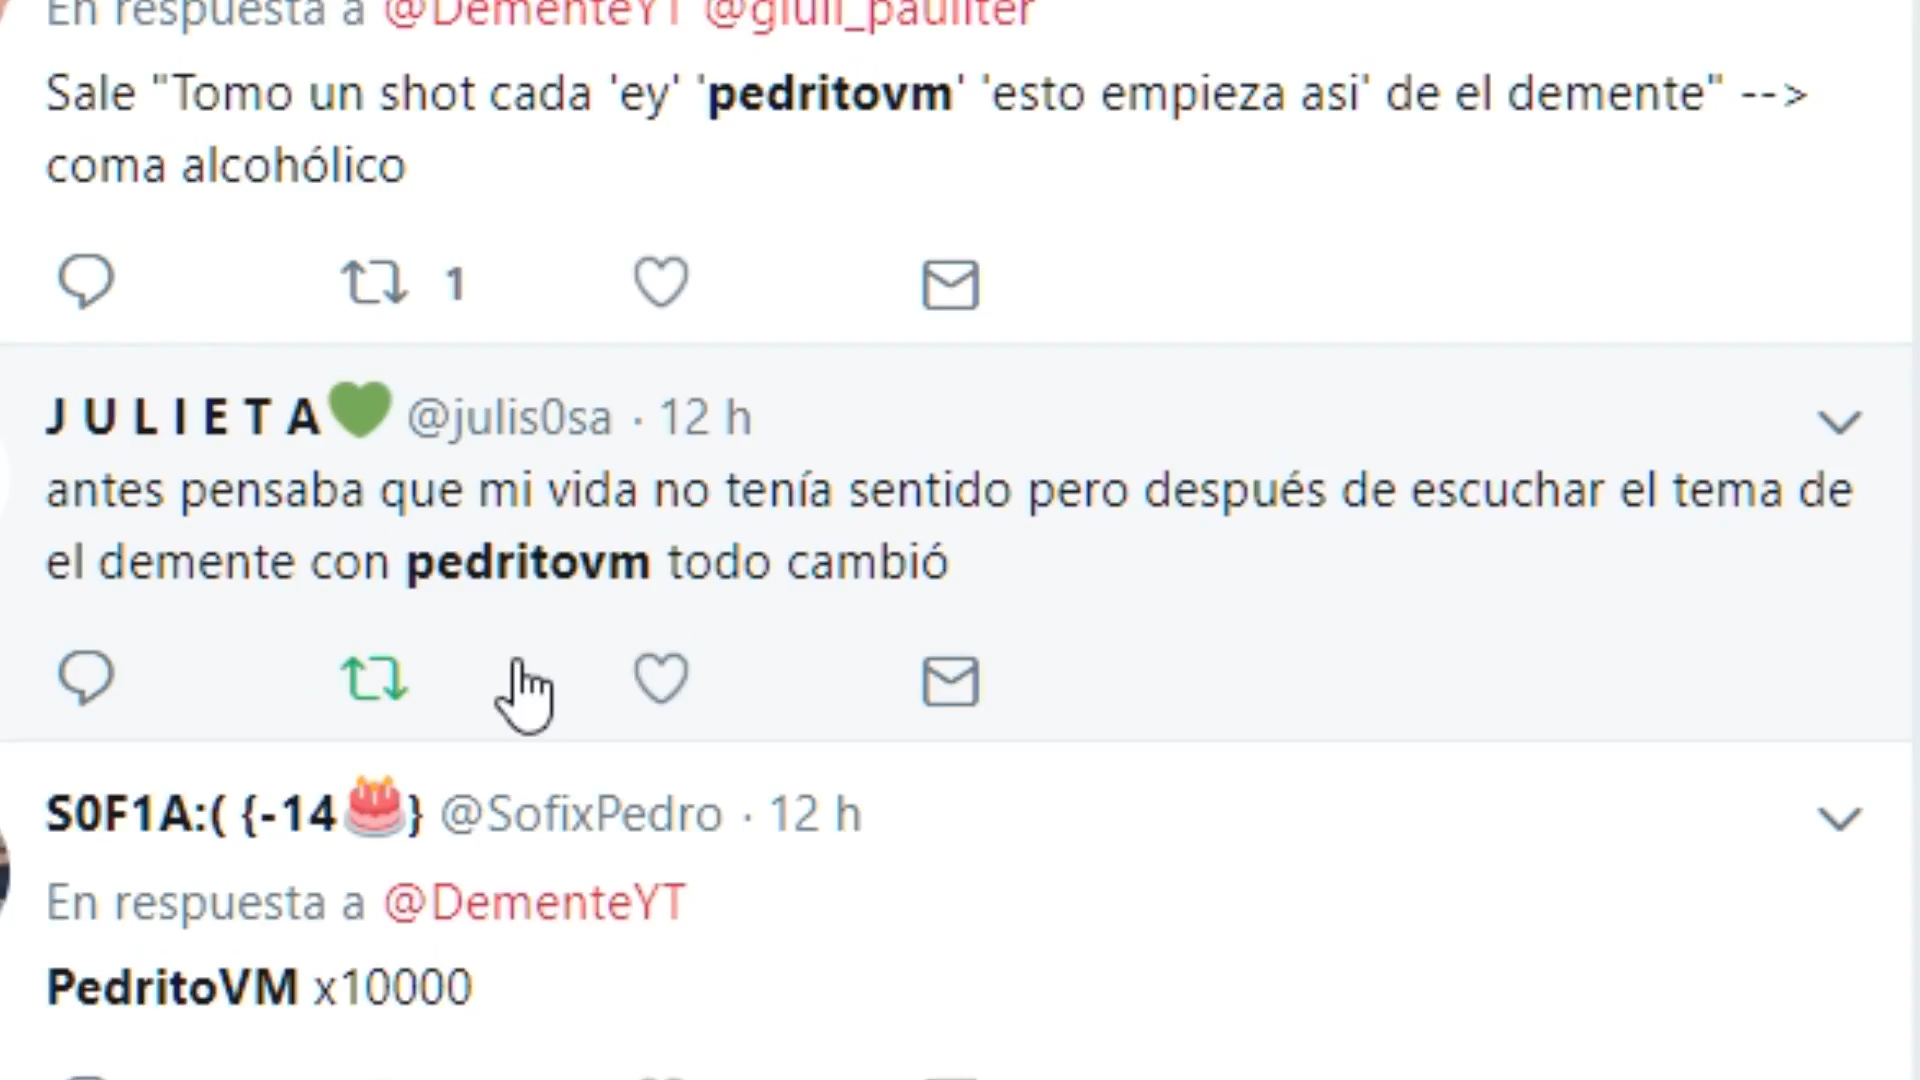 En respuesta a @DementeYT @giuli_pauliter
Sale "Tomo un shot cada 'ey' 'pedritovm' 'esto empieza asi' de el demente" -->
coma alcohólico
1
J U L I E T A💚 @julis0sa · 12 h
antes pensaba que mi vida no tenía sentido pero después de escuchar el tema de
el demente con pedritovm todo cambió
S0F1A:( {-14🎂} @SofixPedro · 12 h
En respuesta a @DementeYT
PedritoVM x10000